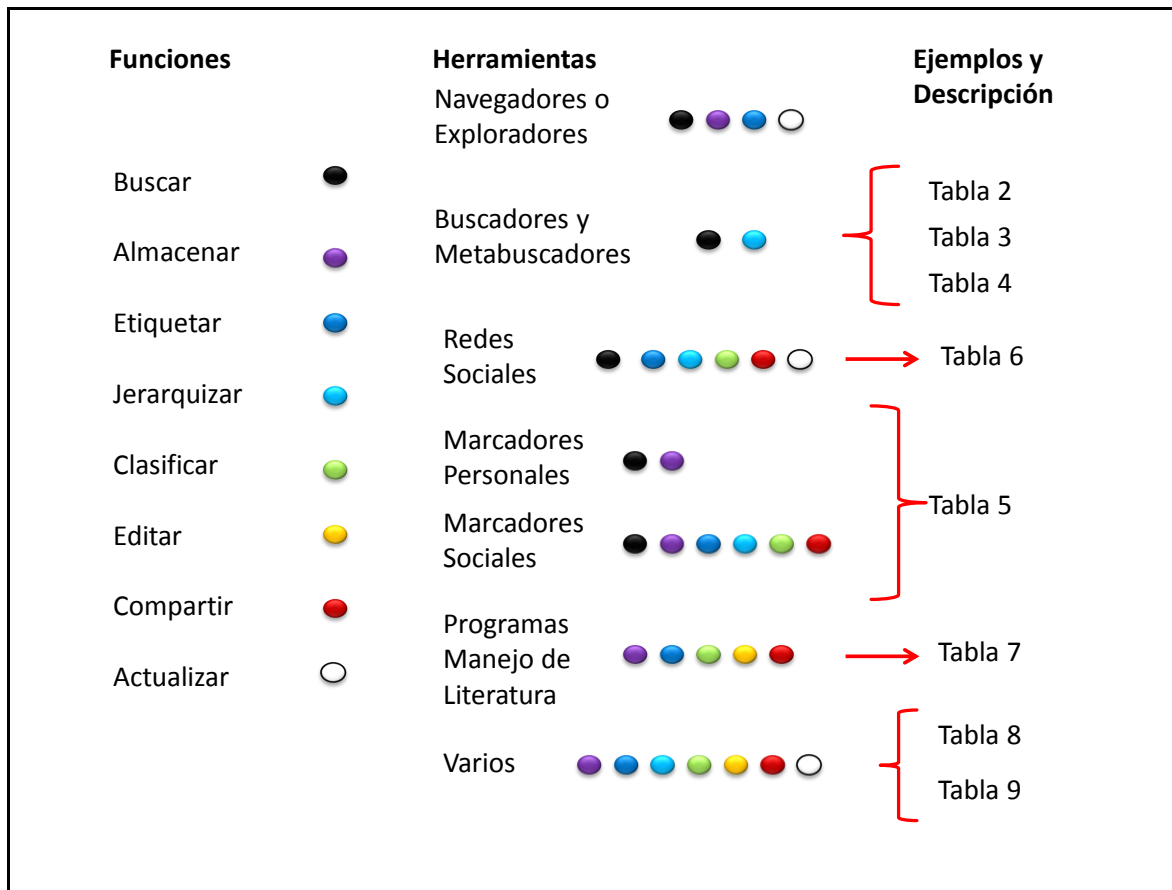 Funciones
Herramientas
Ejemplos y
Descripción
Navegadores o
Exploradores
Buscar
Almacenar
Etiquetar
Jerarquizar
Clasificar
Editar
Compartir
Actualizar
Buscadores y
Metabuscadores
Tabla 2
Tabla 3
Tabla 4
Redes
Sociales
Tabla 6
Marcadores
Personales
Marcadores
Sociales
Tabla 5
Programas
Manejo de
Literatura
Tabla 7
Varios
Tabla 8
Tabla 9